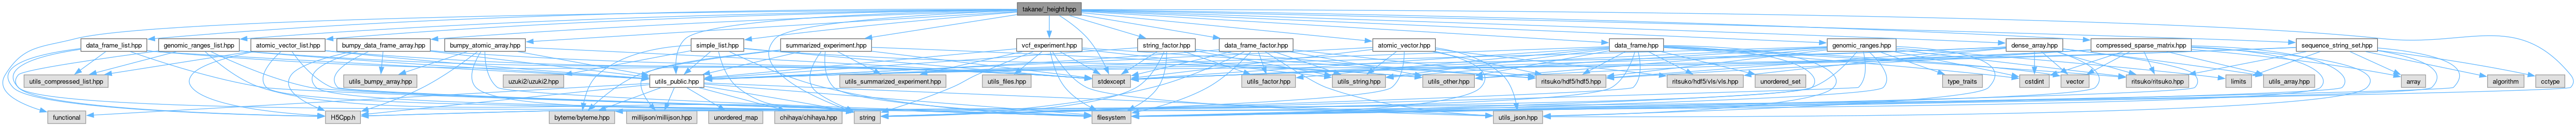 takane/_height.hpp
data_frame_list.hpp
genomic_ranges_list.hpp
atomic_vector_list.hpp
bumpy_data_frame_array.hpp
bumpy_atomic_array.hpp
simple_list.hpp
summarized_experiment.hpp
vcf_experiment.hpp
string_factor.hpp
data_frame_factor.hpp
atomic_vector.hpp
data_frame.hpp
genomic_ranges.hpp
dense_array.hpp
compressed_sparse_matrix.hpp
sequence_string_set.hpp
utils_compressed_list.hpp
utils_bumpy_array.hpp
uzuki2/uzuki2.hpp
utils_public.hpp
utils_summarized_experiment.hpp
utils_files.hpp
stdexcept
utils_factor.hpp
utils_string.hpp
utils_other.hpp
ritsuko/hdf5/hdf5.hpp
ritsuko/hdf5/vls/vls.hpp
unordered_set
type_traits
cstdint
vector
ritsuko/ritsuko.hpp
limits
utils_array.hpp
array
algorithm
cctype
functional
H5Cpp.h
byteme/byteme.hpp
millijson/millijson.hpp
unordered_map
chihaya/chihaya.hpp
string
filesystem
utils_json.hpp